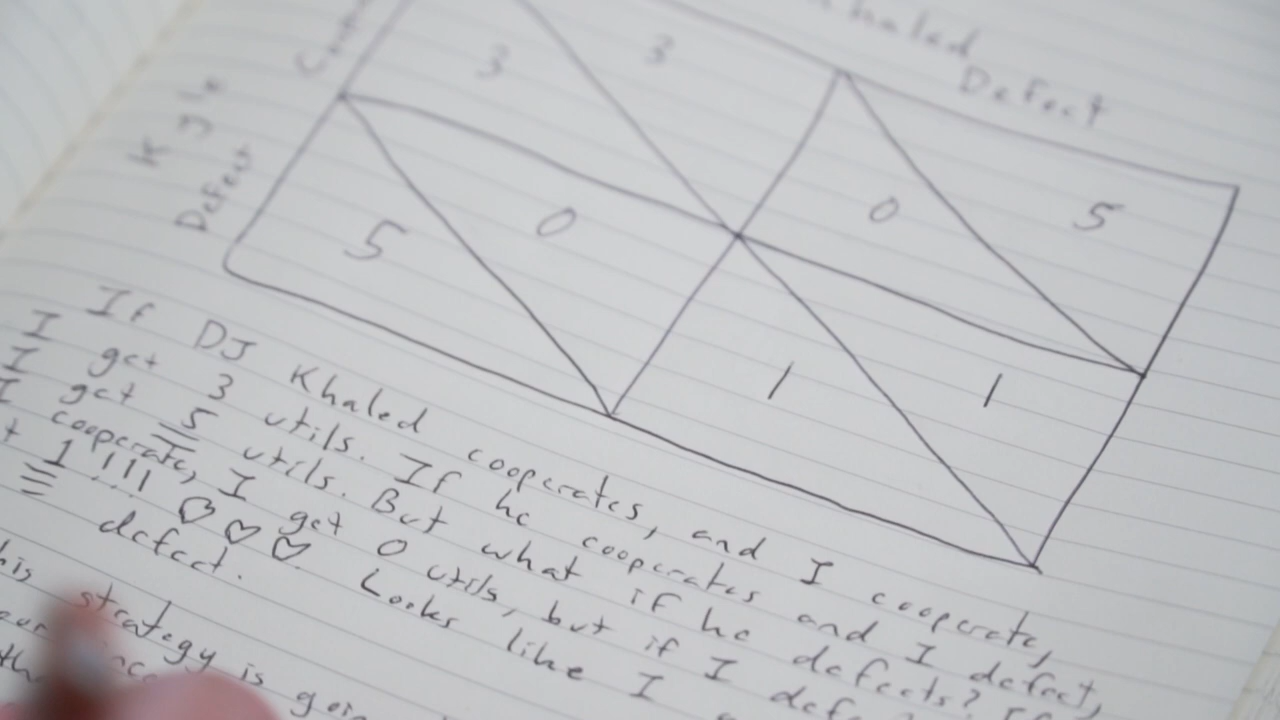 Khaled
Defect
3 3
0 5
Kyle
Defect
5 0
1 1
If DJ Khaled cooperates, and I cooperate,
I get 3 utils. If he cooperates and I defect,
I get 5 utils. But what if he defects? If
I cooperate, I get 0 utils, but if I
1!!!! ♡ ♡ ♡ Looks like I
defect.
strategy is